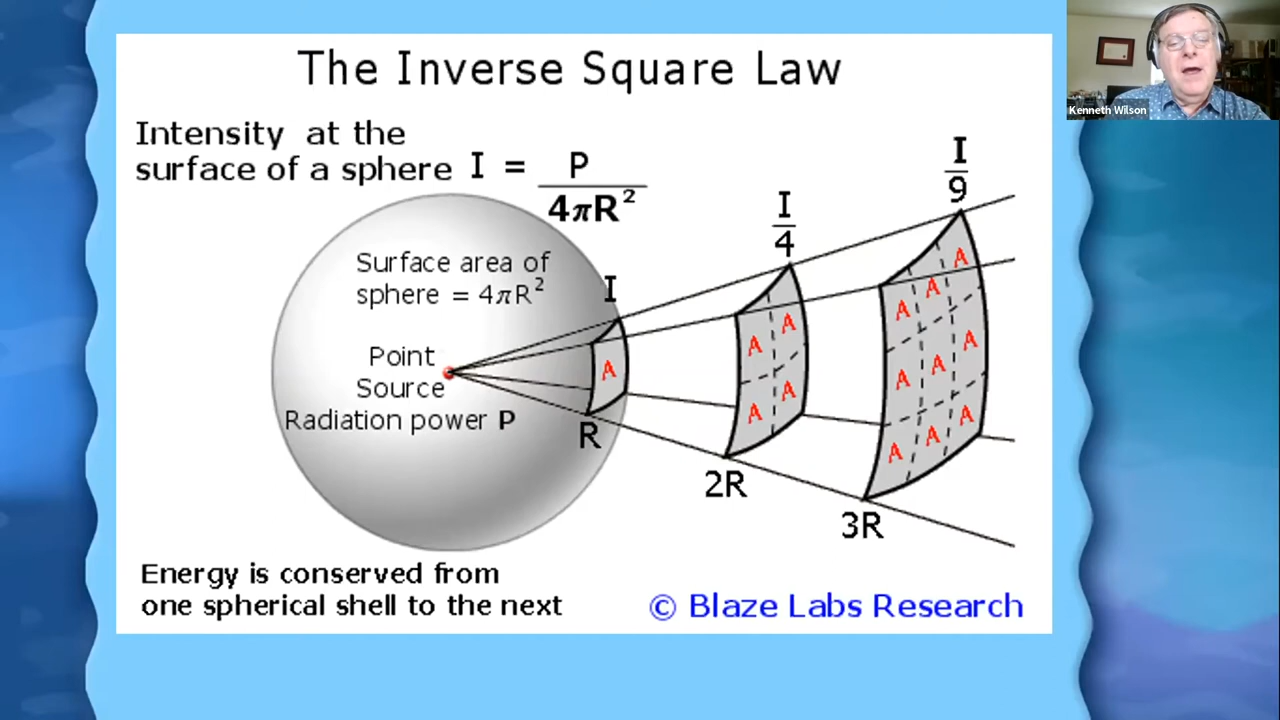 The Inverse Square Law
Kenneth Wilson
Intensity at the
surface of a sphere I = P / 4πR²
I/9
I/4
Surface area of
sphere = 4πR²
I
Point
Source
Radiation power P
A
A A
A A
A A A
A A A
A A A
R
2R
3R
Energy is conserved from
one spherical shell to the next
© Blaze Labs Research